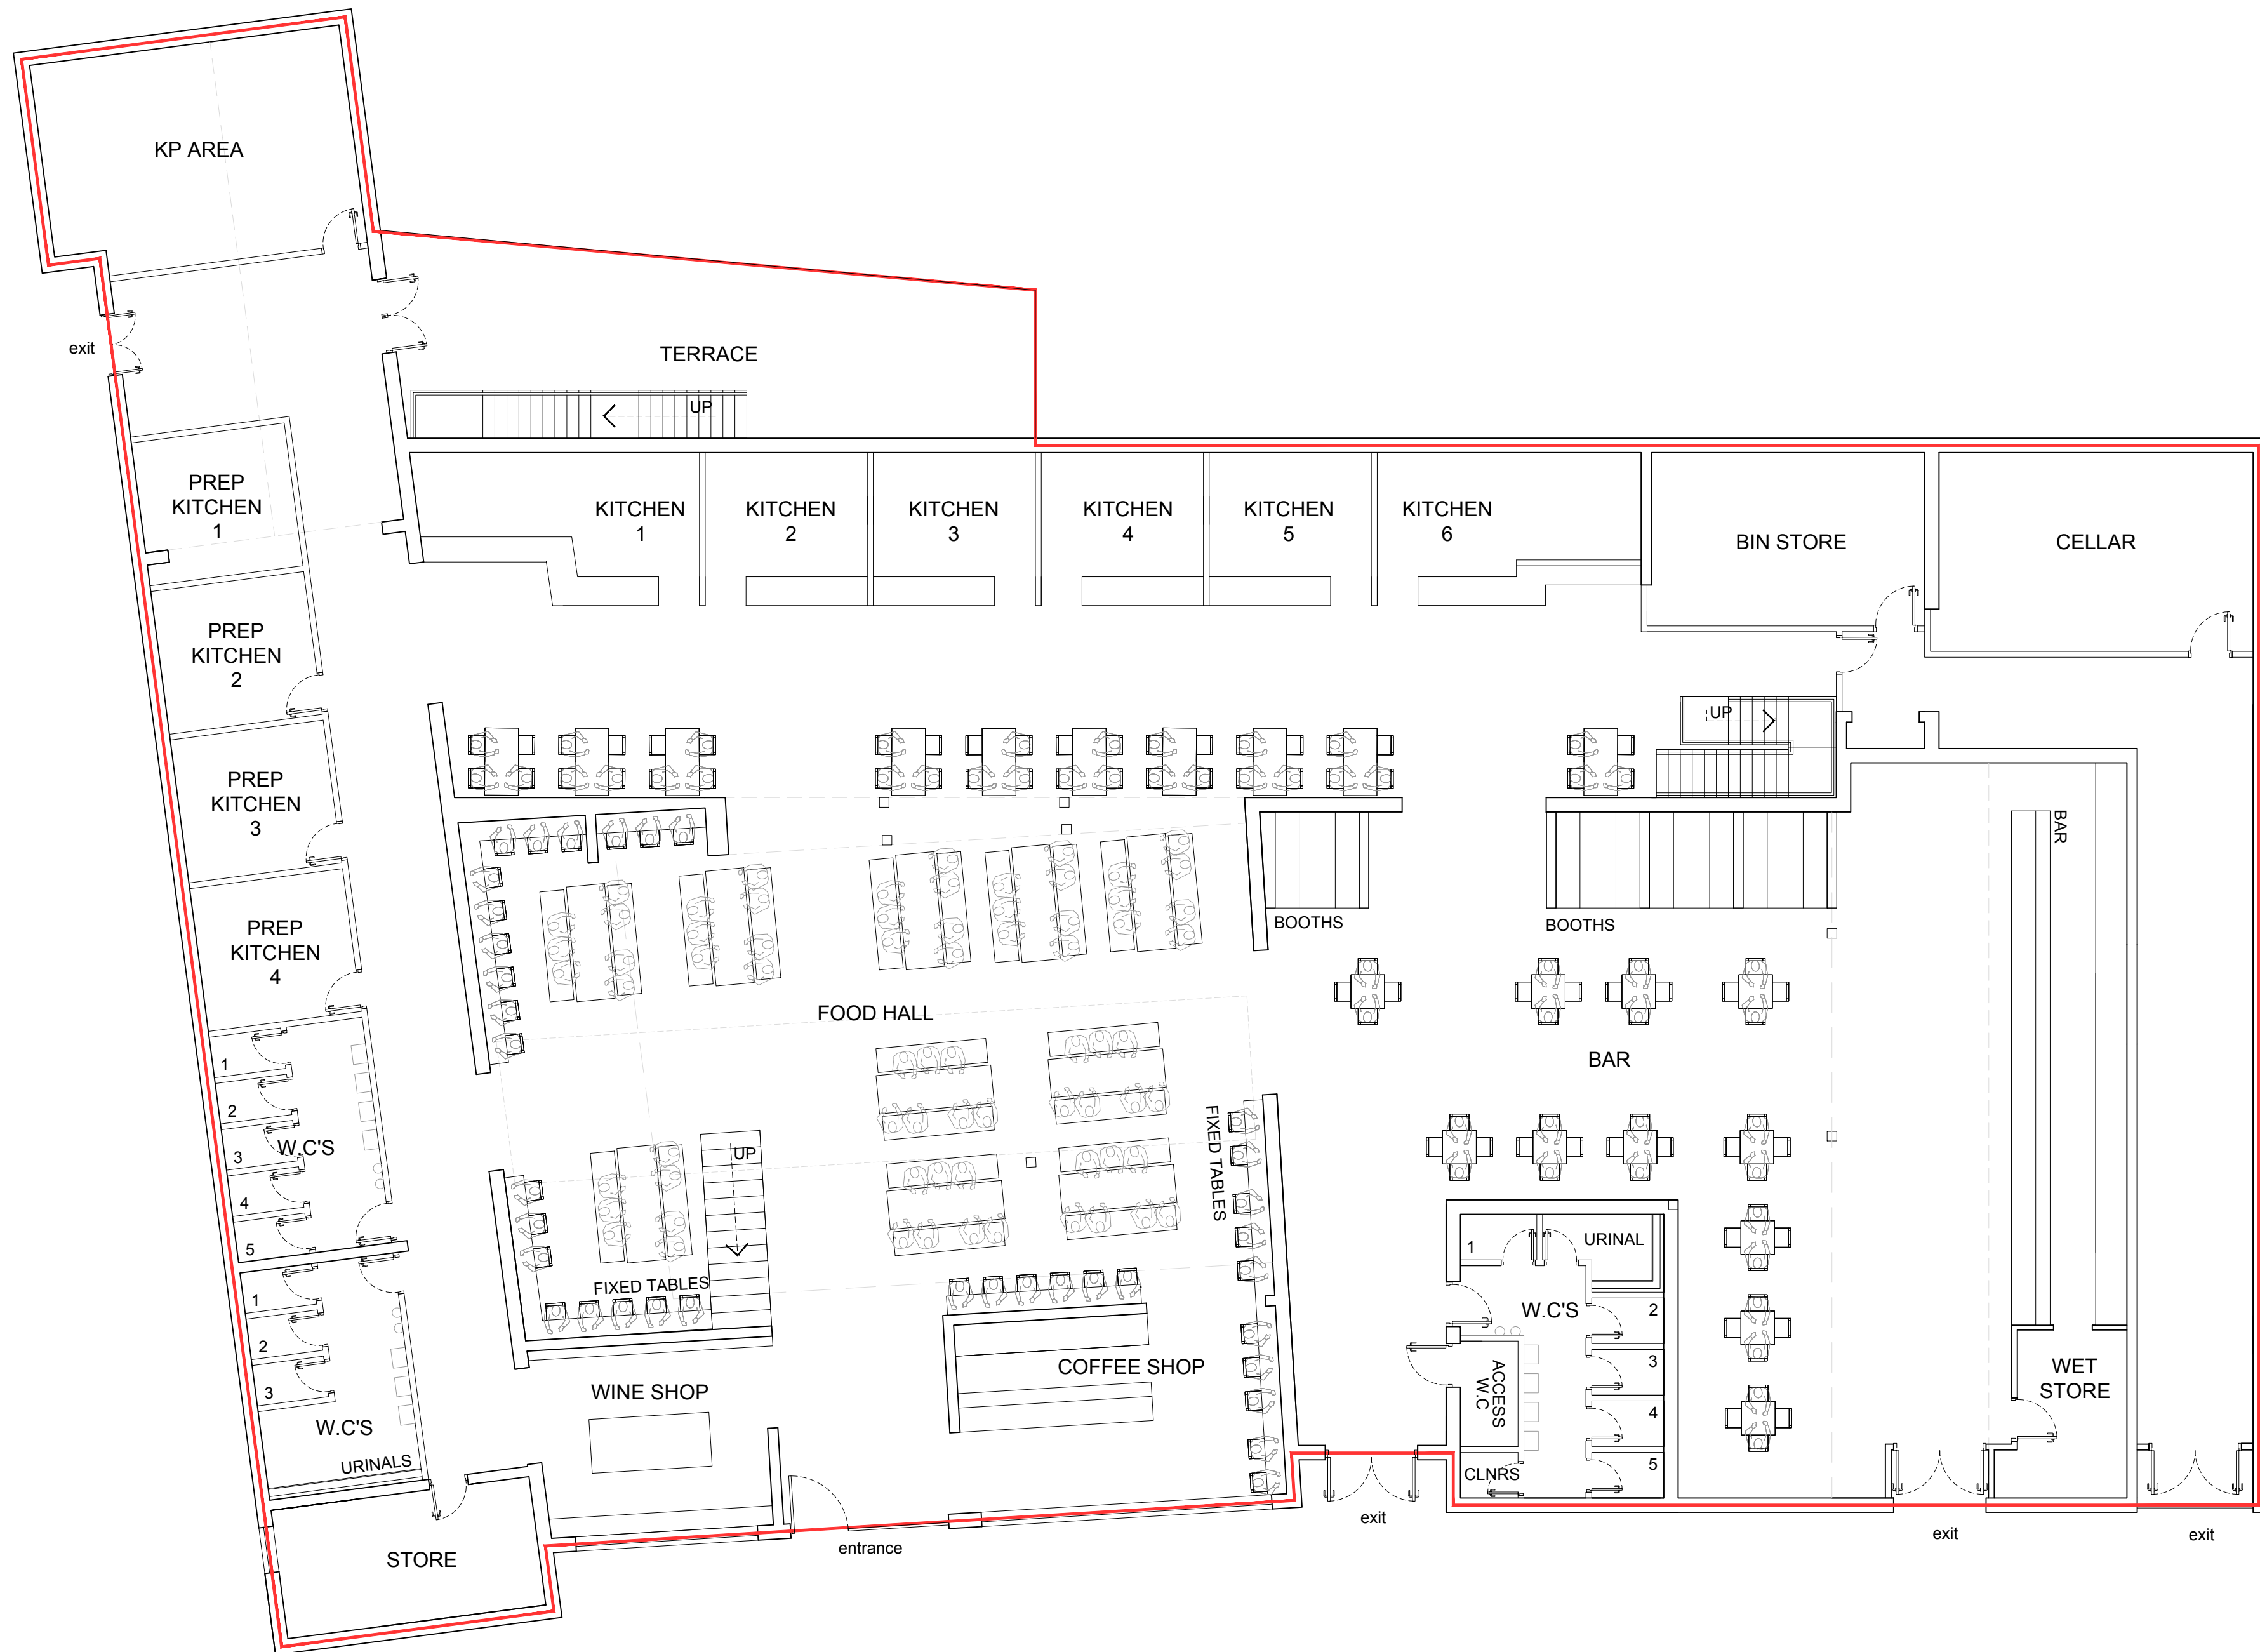 KP AREA
exit
TERRACE
UP
PREP
KITCHEN
1
KITCHEN
1
KITCHEN
2
KITCHEN
3
KITCHEN
4
KITCHEN
5
KITCHEN
6
BIN STORE
CELLAR
PREP
KITCHEN
2
UP
PREP
KITCHEN
3
BAR
PREP
KITCHEN
4
BOOTHS
BOOTHS
FOOD HALL
BAR
1
2
3
4
5
W.C'S
UP
FIXED TABLES
FIXED TABLES
1
URINAL
W.C'S
2
3
4
5
ACCESS
W.C
CLNRS
1
2
3
W.C'S
URINALS
WINE SHOP
COFFEE SHOP
WET
STORE
STORE
entrance
exit
exit
exit